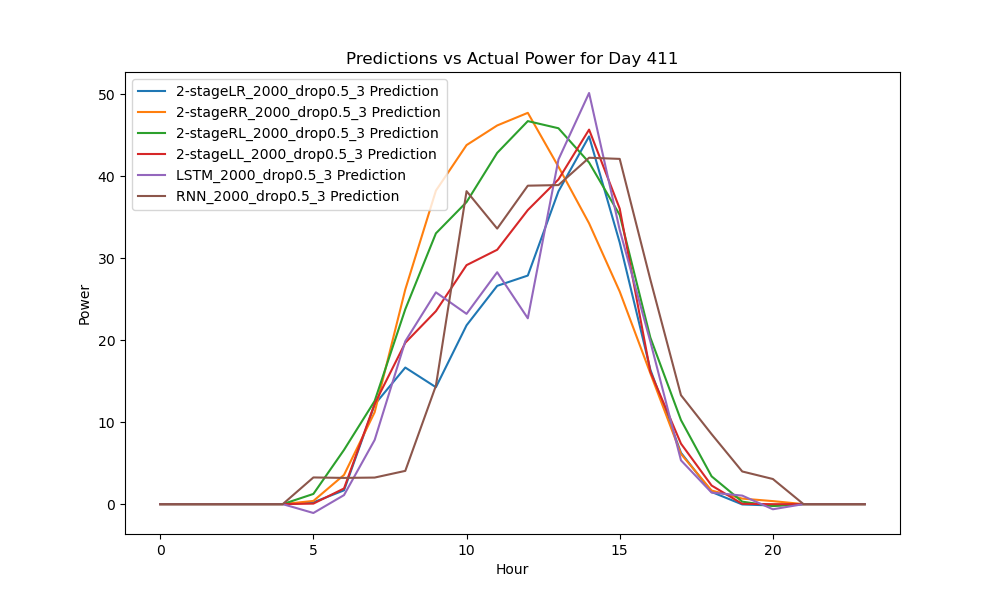 Predictions vs Actual Power for Day 411
2-stageLR_2000_drop0.5_3 Prediction
2-stageRR_2000_drop0.5_3 Prediction
2-stageRL_2000_drop0.5_3 Prediction
2-stageLL_2000_drop0.5_3 Prediction
LSTM_2000_drop0.5_3 Prediction
RNN_2000_drop0.5_3 Prediction
Power
50
40
30
20
10
0
0 5 10 15 20
Hour